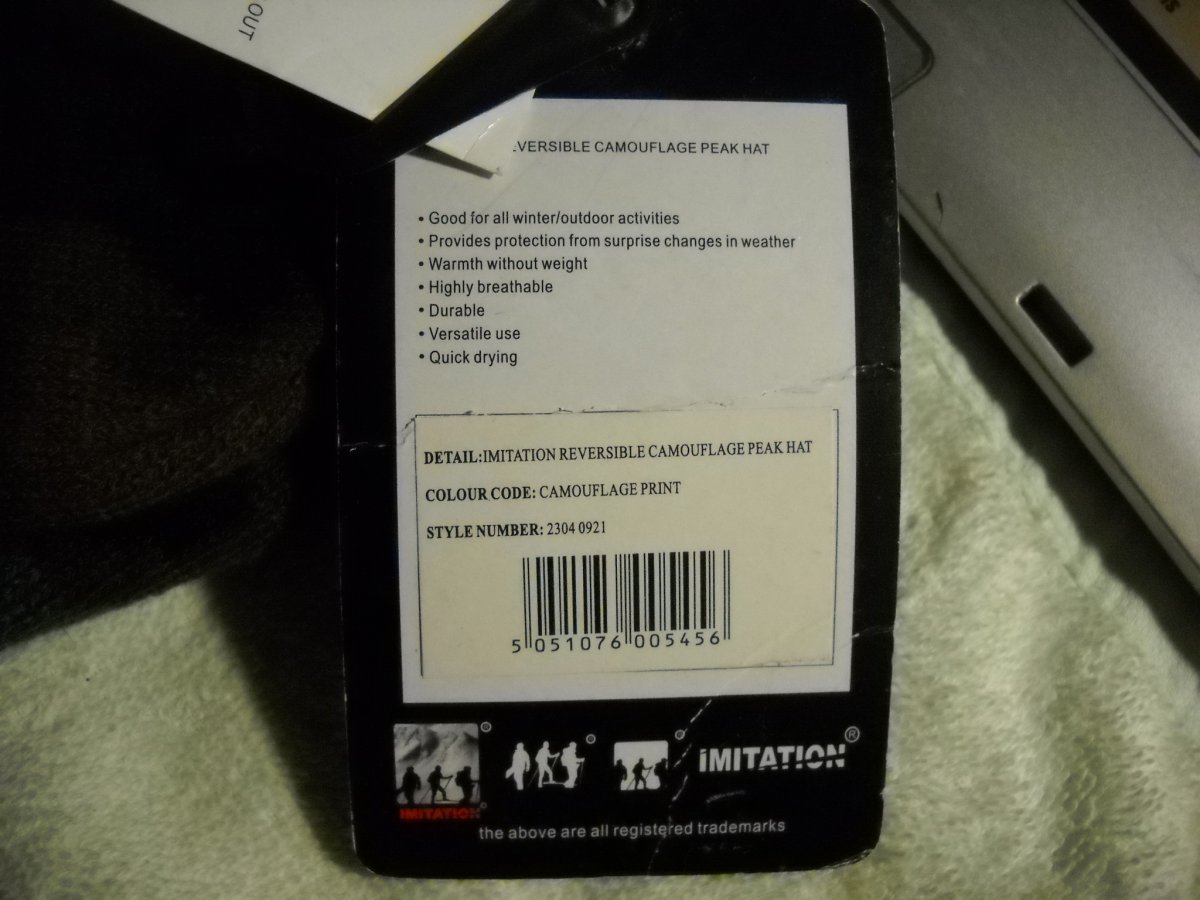 OUT
EVERSIBLE CAMOUFLAGE PEAK HAT
• Good for all winter/outdoor activities
• Provides protection from surprise changes in weather
• Warmth without weight
• Highly breathable
• Durable
• Versatile use
• Quick drying
DETAIL:IMITATION REVERSIBLE CAMOUFLAGE PEAK HAT
COLOUR CODE: CAMOUFLAGE PRINT
STYLE NUMBER: 2304 0921
5 051076 005456
IMITATION®
IMITATION®
the above are all registered trademarks